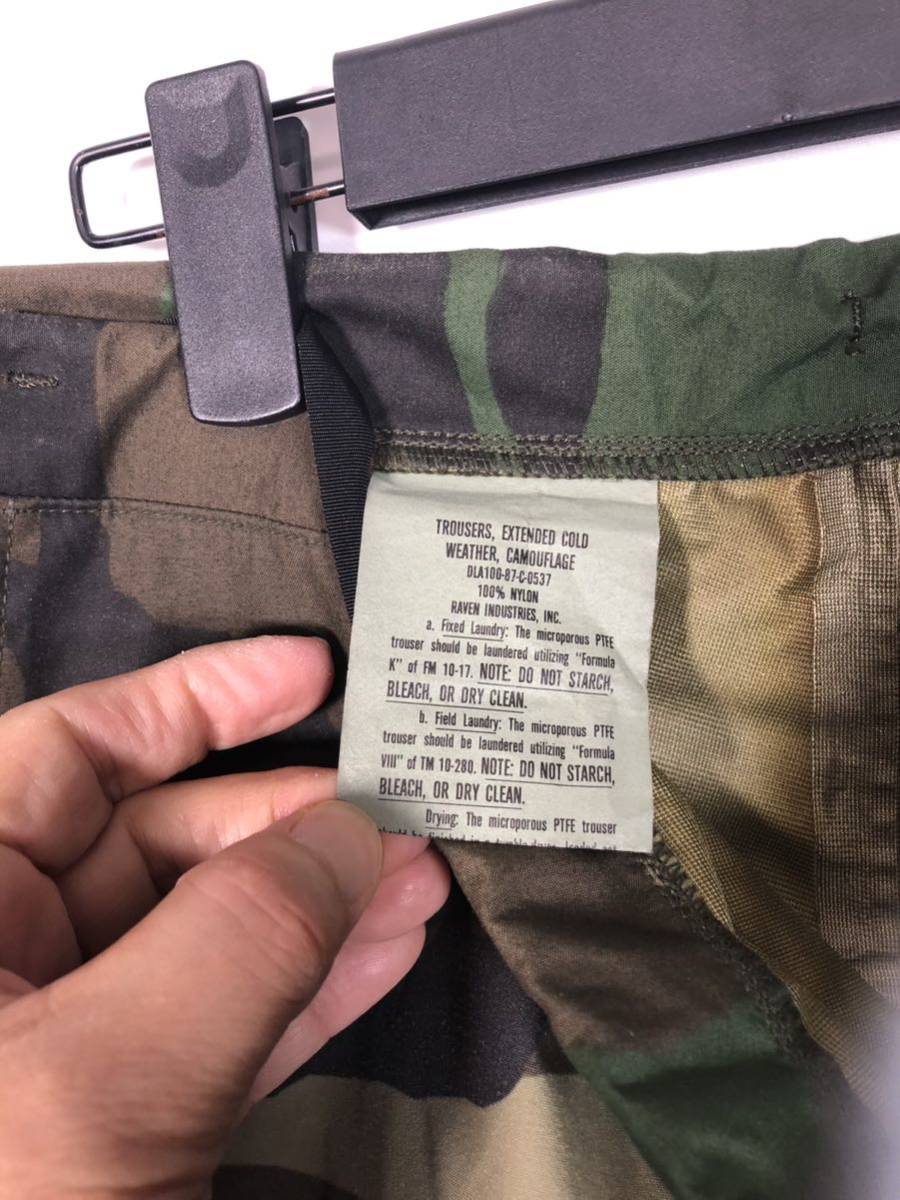 TROUSERS, EXTENDED COLD
WEATHER, CAMOUFLAGE
DLA100-87-C-0537
100% NYLON
RAVEN INDUSTRIES, INC.
a. Fixed Laundry: The microporous PTFE
trouser should be laundered utilizing "Formula
K" of FM 10-17. NOTE: DO NOT STARCH,
BLEACH, OR DRY CLEAN.
b. Field Laundry: The microporous PTFE
trouser should be laundered utilizing "Formula
VIII" of TM 10-280. NOTE: DO NOT STARCH,
BLEACH, OR DRY CLEAN.
Drying: The microporous PTFE trouser